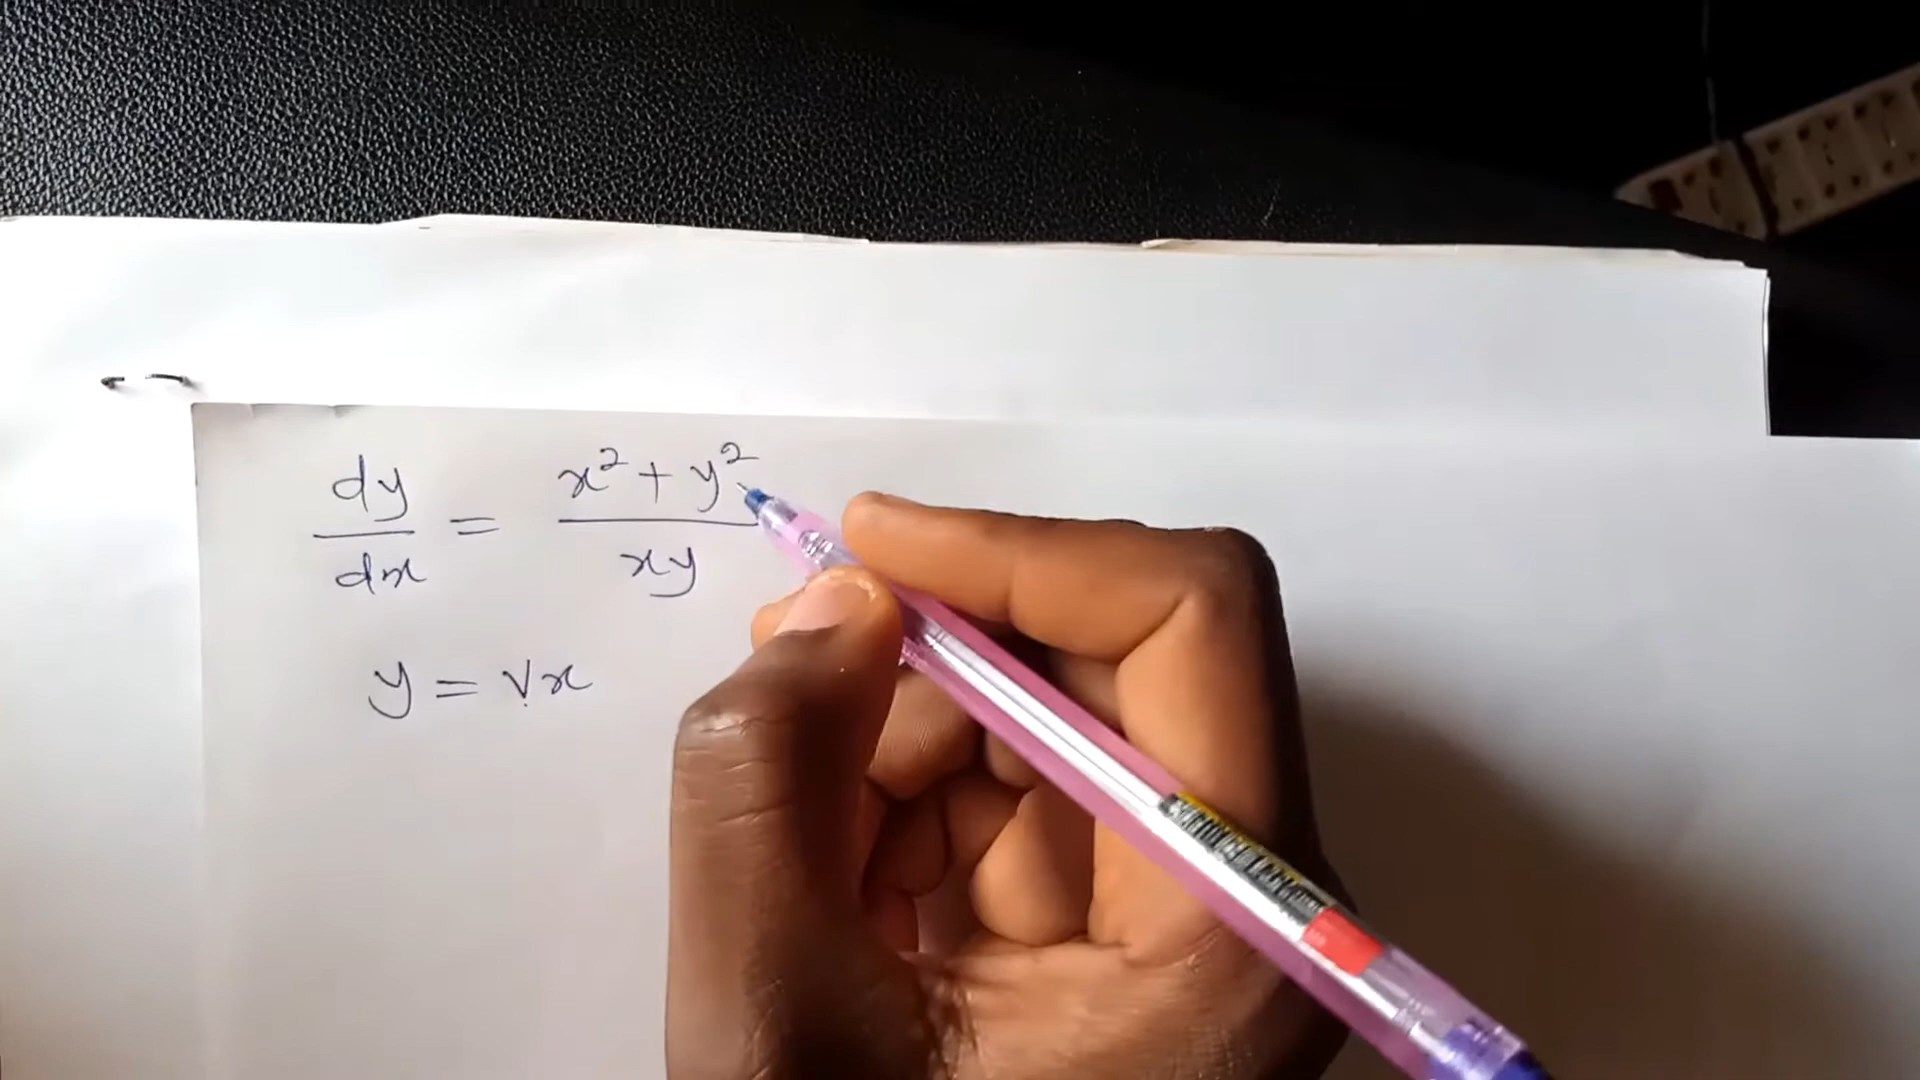 dy/dx = x² + y² / xy
y = vx